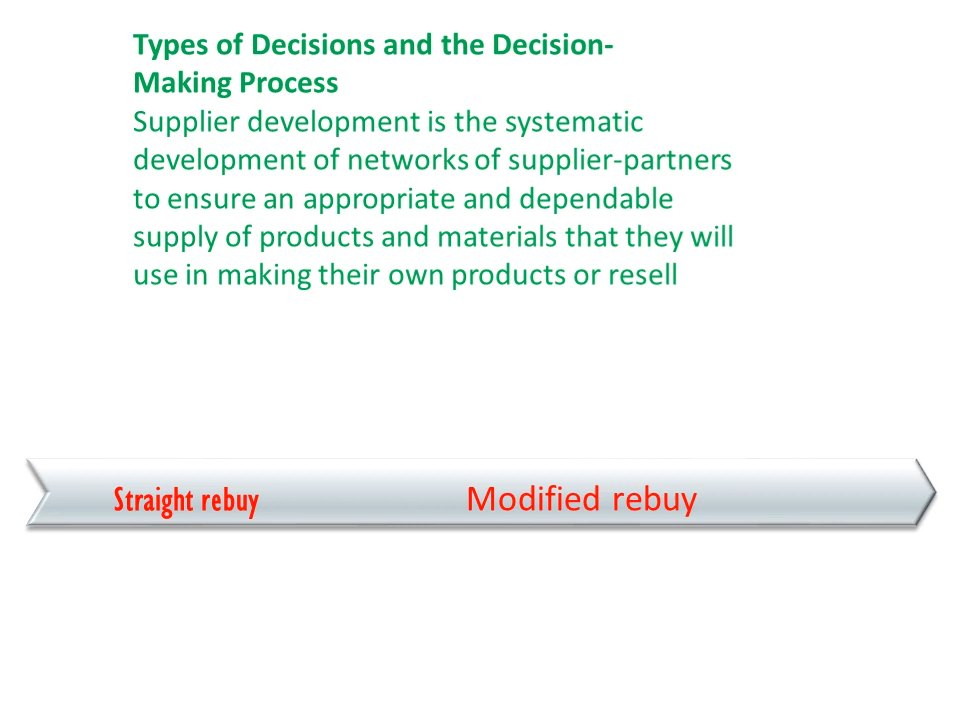 Types of Decisions and the Decision-
Making Process
Supplier development is the systematic
development of networks of supplier-partners
to ensure an appropriate and dependable
supply of products and materials that they will
use in making their own products or resell
Straight rebuy Modified rebuy